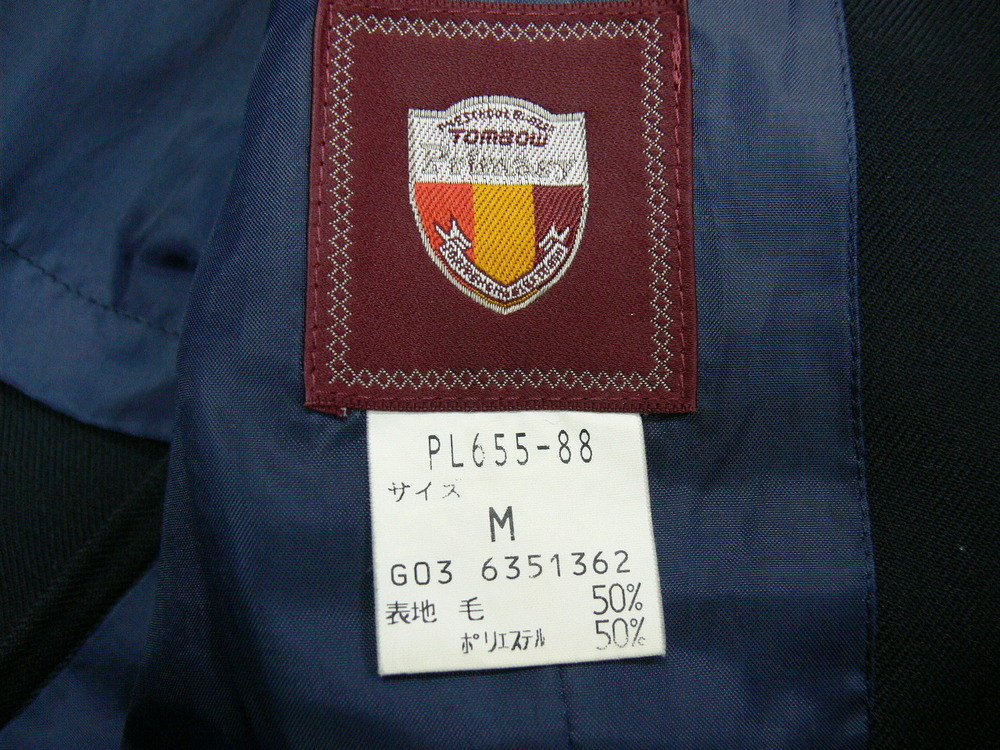 TOMBOW
Primary
PL655-88
サイズ
M
G03 6351362
表地 毛 50%
ポリエステル 50%